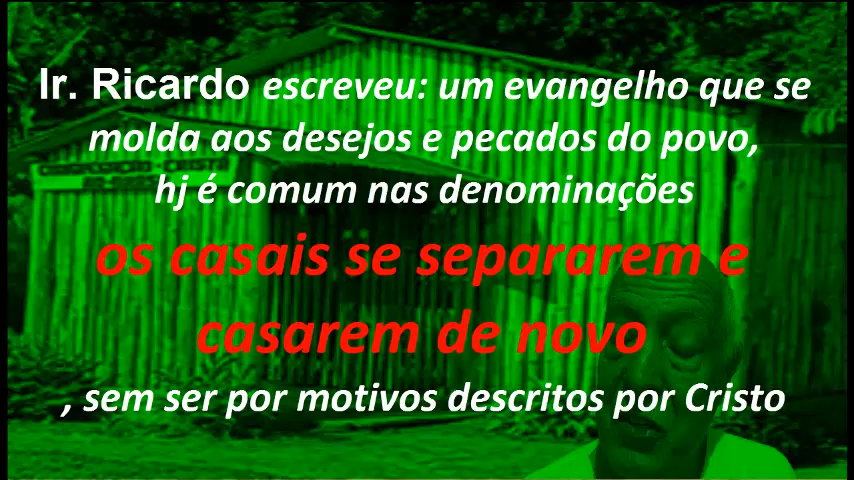 Ir. Ricardo escreveu: um evangelho que se
molda aos desejos e pecados do povo,
hj é comum nas denominações
os casais se separarem e
casarem de novo
, sem ser por motivos descritos por Cristo